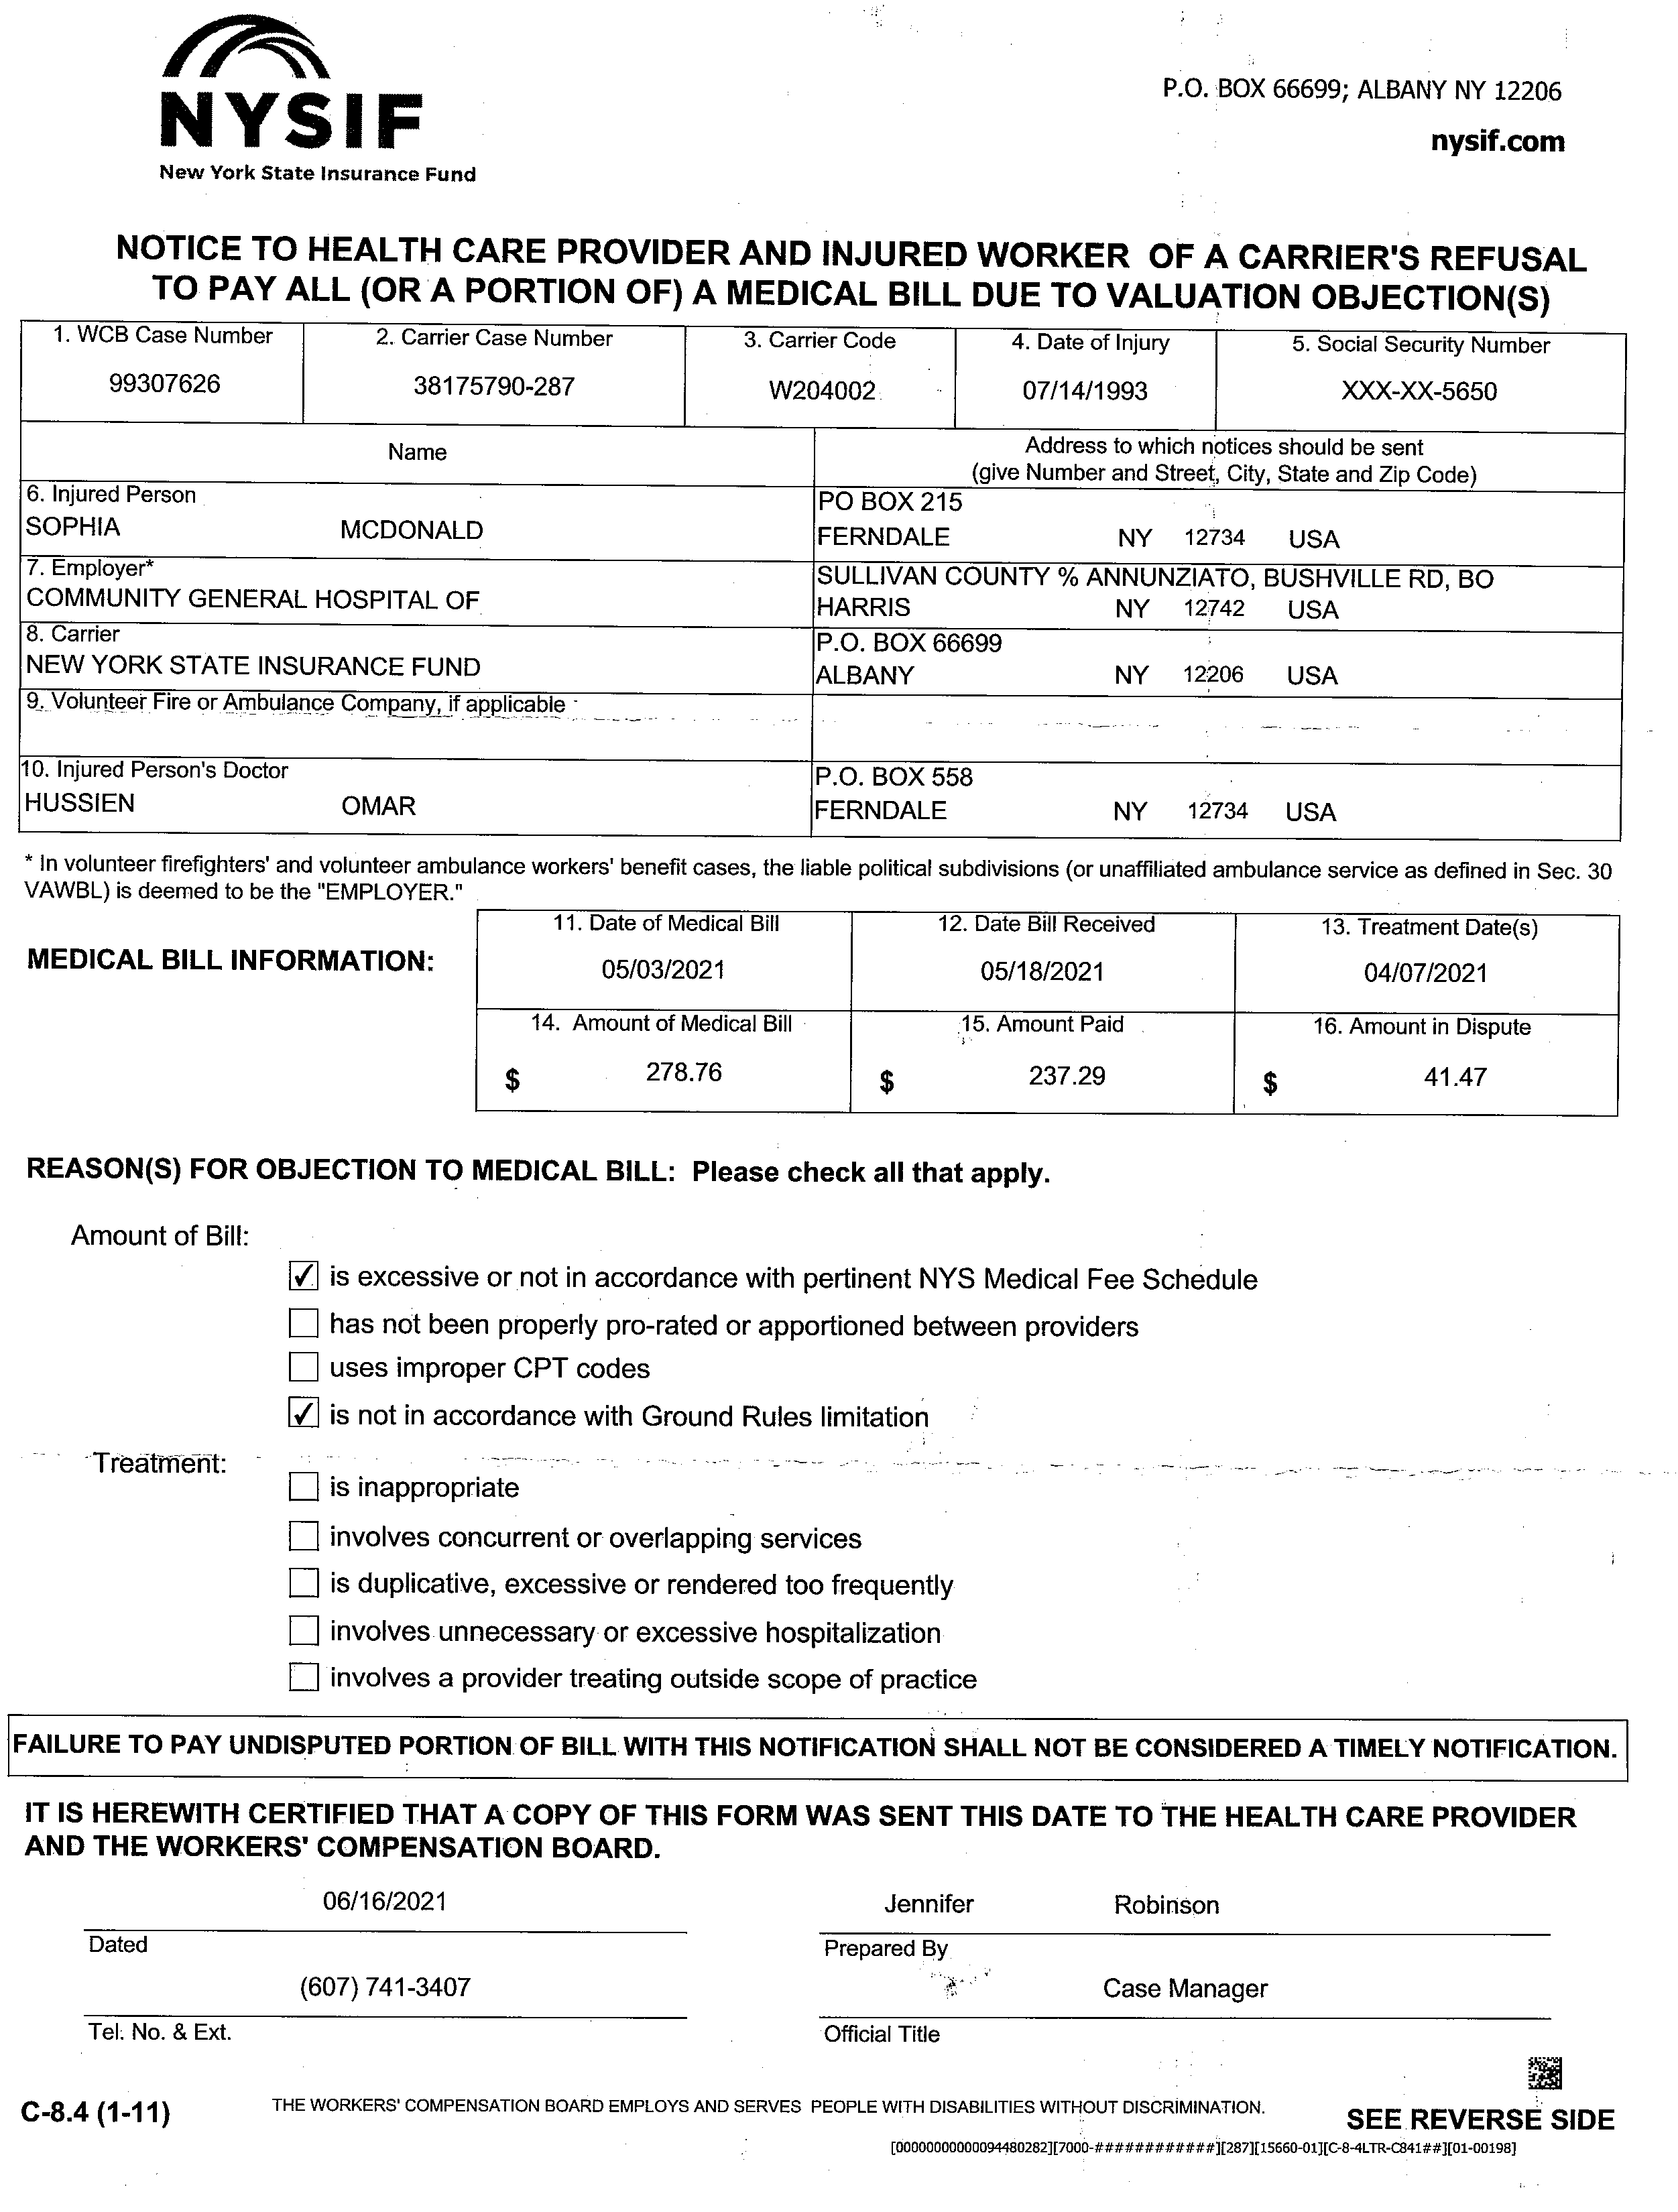 NYSIF
New York State Insurance Fund
P.O. BOX 66699; ALBANY NY 12206
nysif.com
NOTICE TO HEALTH CARE PROVIDER AND INJURED WORKER OF A CARRIER'S REFUSAL
TO PAY ALL (OR A PORTION OF) A MEDICAL BILL DUE TO VALUATION OBJECTION(S)
1. WCB Case Number 2. Carrier Case Number 3. Carrier Code 4. Date of Injury 5. Social Security Number
99307626 38175790-287 W204002 07/14/1993 XXX-XX-5650
Name Address to which notices should be sent
(give Number and Street, City, State and Zip Code)
6. Injured Person PO BOX 215
SOPHIA MCDONALD FERNDALE NY 12734 USA
7. Employer* SULLIVAN COUNTY % ANNUNZIATO, BUSHVILLE RD, BO
COMMUNITY GENERAL HOSPITAL OF HARRIS NY 12742 USA
8. Carrier P.O. BOX 66699
NEW YORK STATE INSURANCE FUND ALBANY NY 12206 USA
9. Volunteer Fire or Ambulance Company, if applicable
10. Injured Person's Doctor P.O. BOX 558
HUSSIEN OMAR FERNDALE NY 12734 USA
* In volunteer firefighters' and volunteer ambulance workers' benefit cases, the liable political subdivisions (or unaffiliated ambulance service as defined in Sec. 30
VAWBL) is deemed to be the "EMPLOYER."
MEDICAL BILL INFORMATION:
11. Date of Medical Bill 12. Date Bill Received 13. Treatment Date(s)
05/03/2021 05/18/2021 04/07/2021
14. Amount of Medical Bill 15. Amount Paid 16. Amount in Dispute
$ 278.76 $ 237.29 $ 41.47
REASON(S) FOR OBJECTION TO MEDICAL BILL: Please check all that apply.
Amount of Bill:
✓ is excessive or not in accordance with pertinent NYS Medical Fee Schedule
has not been properly pro-rated or apportioned between providers
uses improper CPT codes
✓ is not in accordance with Ground Rules limitation
Treatment:
is inappropriate
involves concurrent or overlapping services
is duplicative, excessive or rendered too frequently
involves unnecessary or excessive hospitalization
involves a provider treating outside scope of practice
FAILURE TO PAY UNDISPUTED PORTION OF BILL WITH THIS NOTIFICATION SHALL NOT BE CONSIDERED A TIMELY NOTIFICATION.
IT IS HEREWITH CERTIFIED THAT A COPY OF THIS FORM WAS SENT THIS DATE TO THE HEALTH CARE PROVIDER
AND THE WORKERS' COMPENSATION BOARD.
06/16/2021 Jennifer Robinson
Dated Prepared By
(607) 741-3407 Case Manager
Tel. No. & Ext. Official Title
C-8.4 (1-11) THE WORKERS' COMPENSATION BOARD EMPLOYS AND SERVES PEOPLE WITH DISABILITIES WITHOUT DISCRIMINATION. SEE REVERSE SIDE
[00000000000094480282][7000-############][287][15660-01][C-8-4LTR-C841##][01-00198]